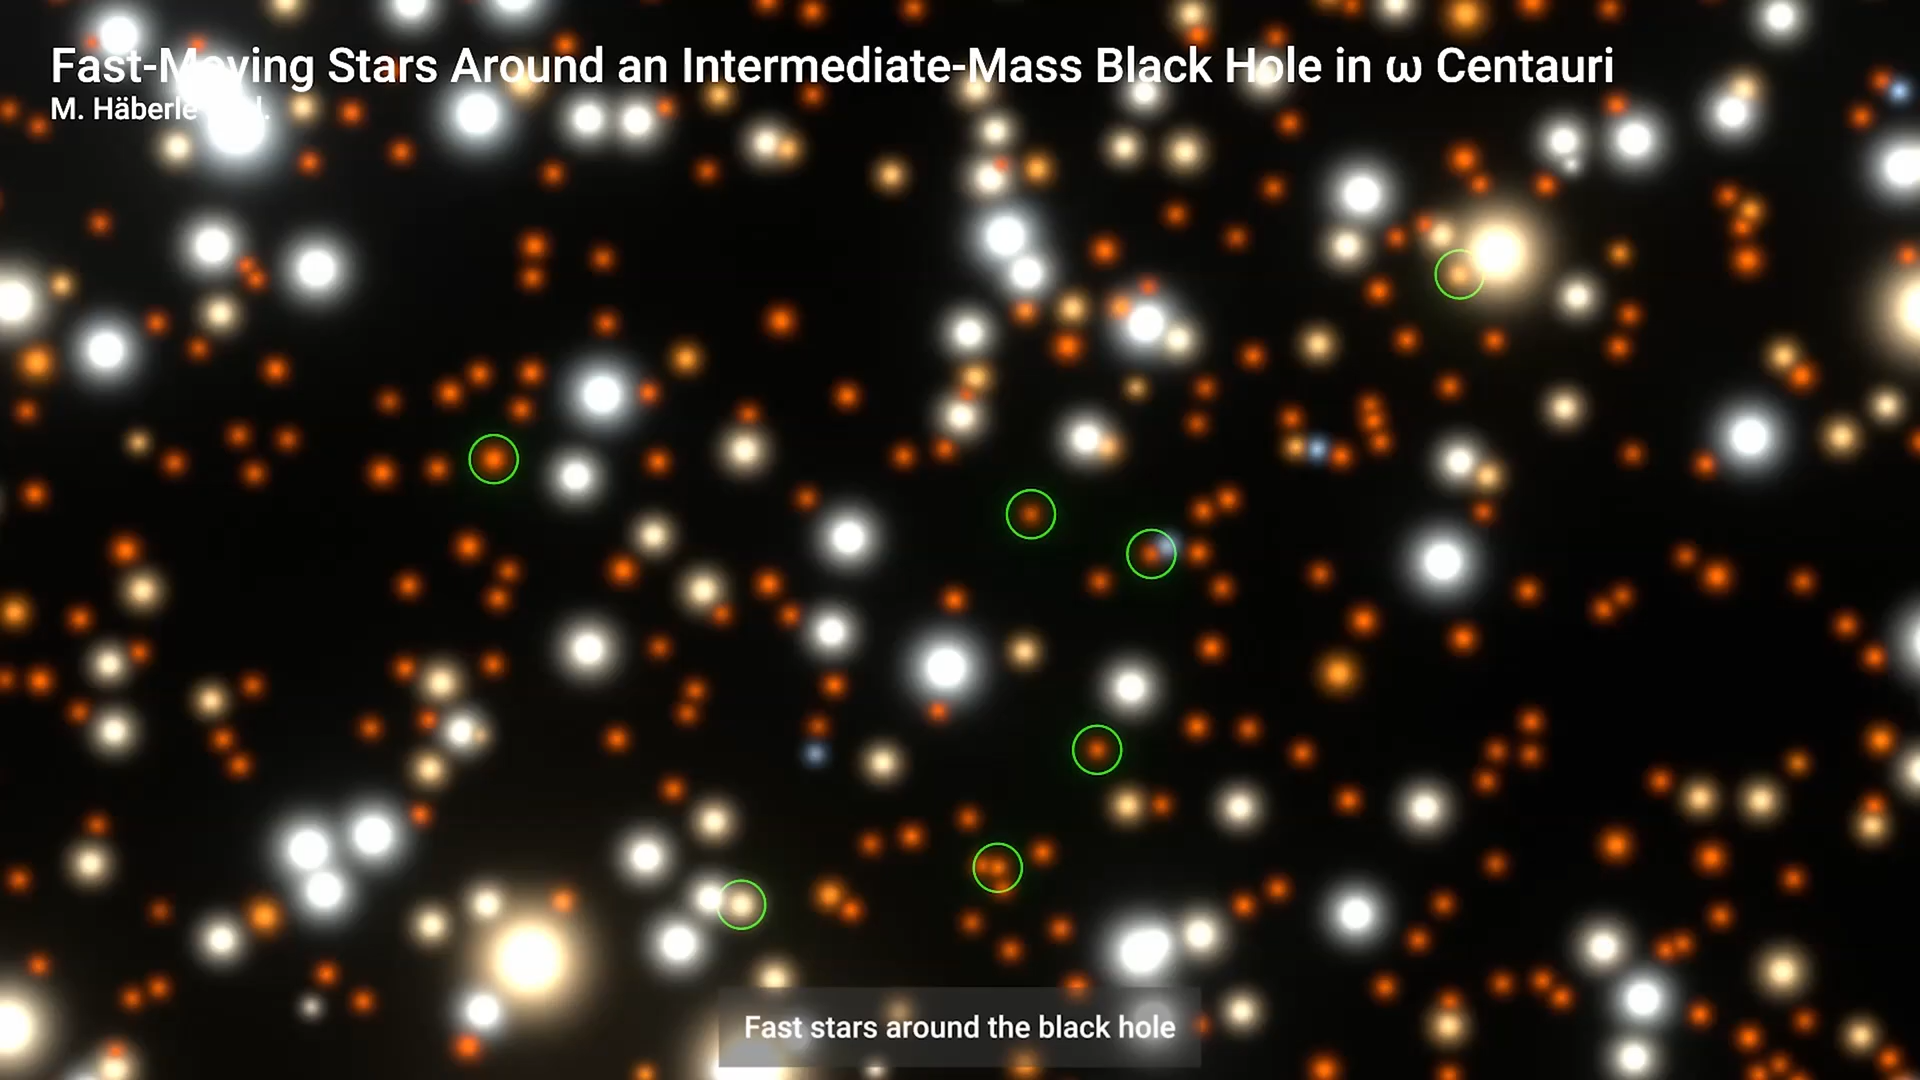 Fast-Moving Stars Around an Intermediate-Mass Black Hole in ω Centauri
M. Häberle
Fast stars around the black hole